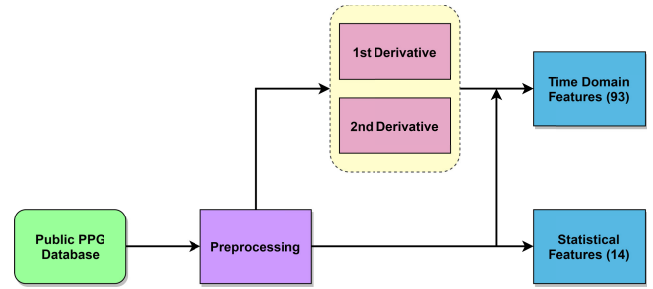 1st Derivative
2nd Derivative
Time Domain
Features (93)
Public PPG
Database
Preprocessing
Statistical
Features (14)